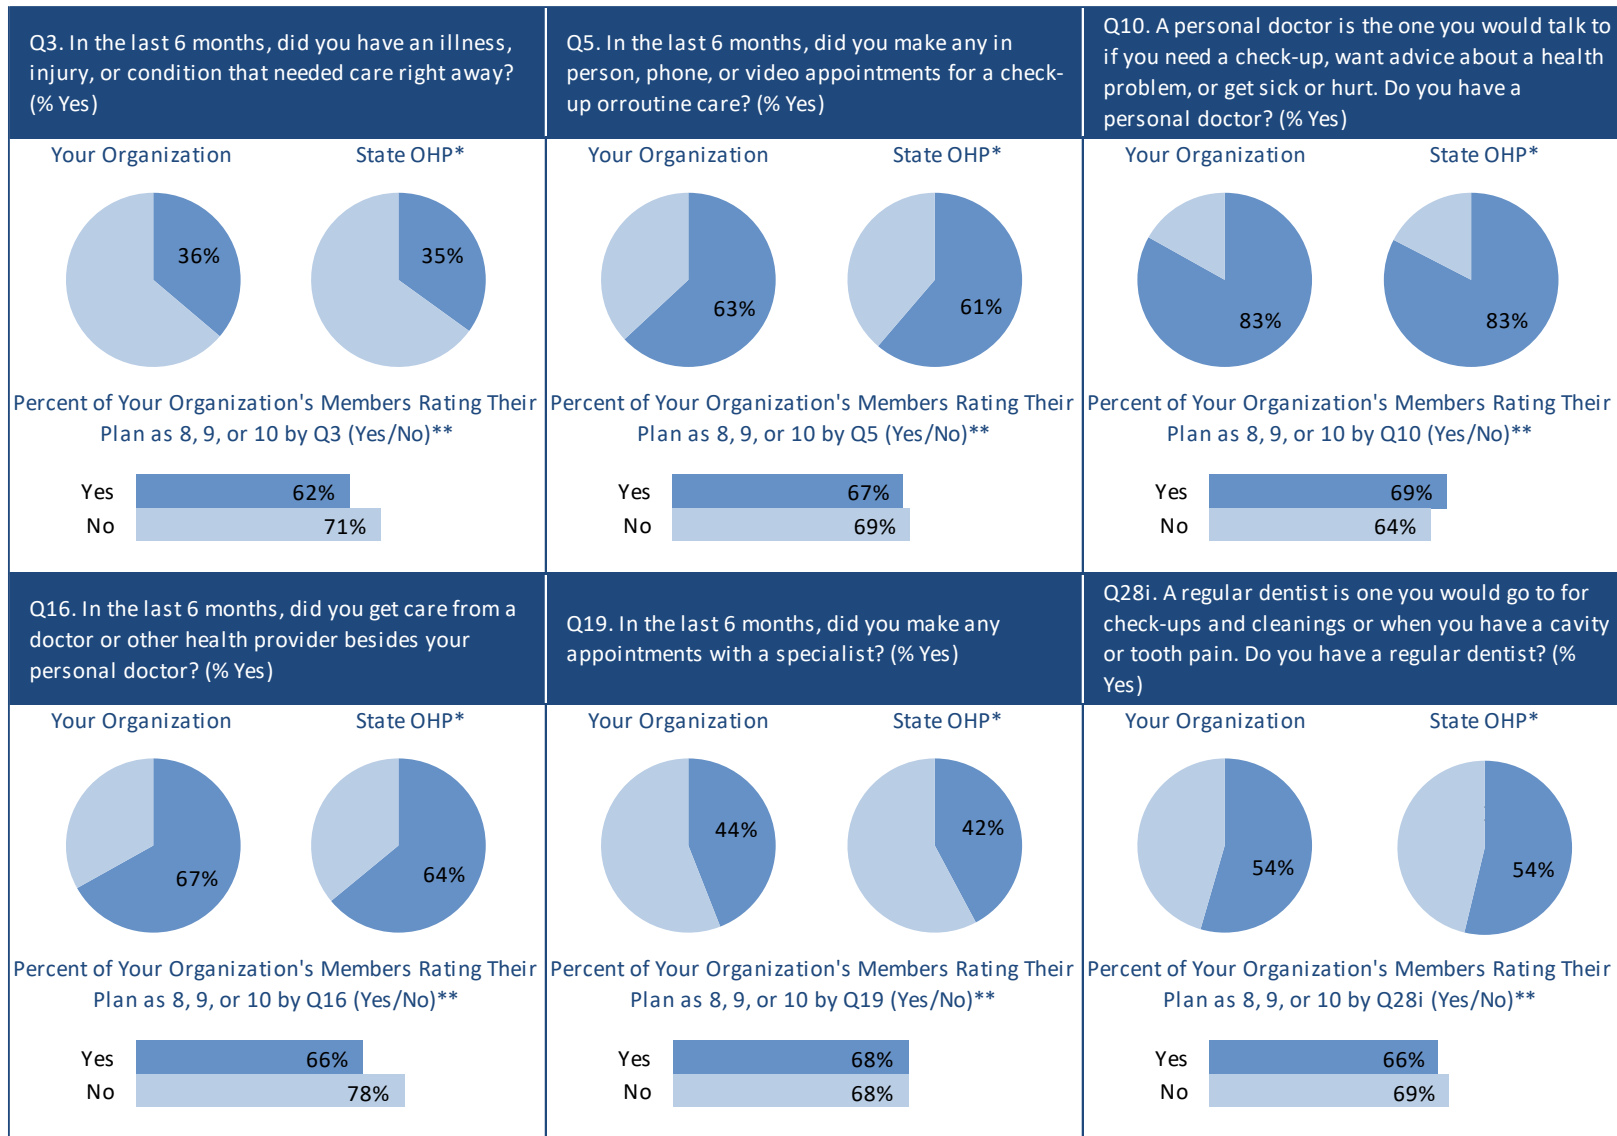 Q3. In the last 6 months, did you have an illness,
injury, or condition that needed care right away?
(% Yes)
Your Organization
State OHP*
36%
35%
Percent of Your Organization's Members Rating Their
Plan as 8, 9, or 10 by Q3 (Yes/No)**
Yes
62%
No
71%
Q5. In the last 6 months, did you make any in
person, phone, or video appointments for a check-
up orroutine care? (% Yes)
Your Organization
State OHP*
63%
61%
Percent of Your Organization's Members Rating Their
Plan as 8, 9, or 10 by Q5 (Yes/No)**
Yes
67%
No
69%
Q10. A personal doctor is the one you would talk to
if you need a check-up, want advice about a health
problem, or get sick or hurt. Do you have a
personal doctor? (% Yes)
Your Organization
State OHP*
83%
83%
Percent of Your Organization's Members Rating Their
Plan as 8, 9, or 10 by Q10 (Yes/No)**
Yes
69%
No
64%
Q16. In the last 6 months, did you get care from a
doctor or other health provider besides your
personal doctor? (% Yes)
Your Organization
State OHP*
67%
64%
Percent of Your Organization's Members Rating Their
Plan as 8, 9, or 10 by Q16 (Yes/No)**
Yes
66%
No
78%
Q19. In the last 6 months, did you make any
appointments with a specialist? (% Yes)
Your Organization
State OHP*
44%
42%
Percent of Your Organization's Members Rating Their
Plan as 8, 9, or 10 by Q19 (Yes/No)**
Yes
68%
No
68%
Q28i. A regular dentist is one you would go to for
check-ups and cleanings or when you have a cavity
or tooth pain. Do you have a regular dentist? (%
Yes)
Your Organization
State OHP*
54%
54%
Percent of Your Organization's Members Rating Their
Plan as 8, 9, or 10 by Q28i (Yes/No)**
Yes
66%
No
69%